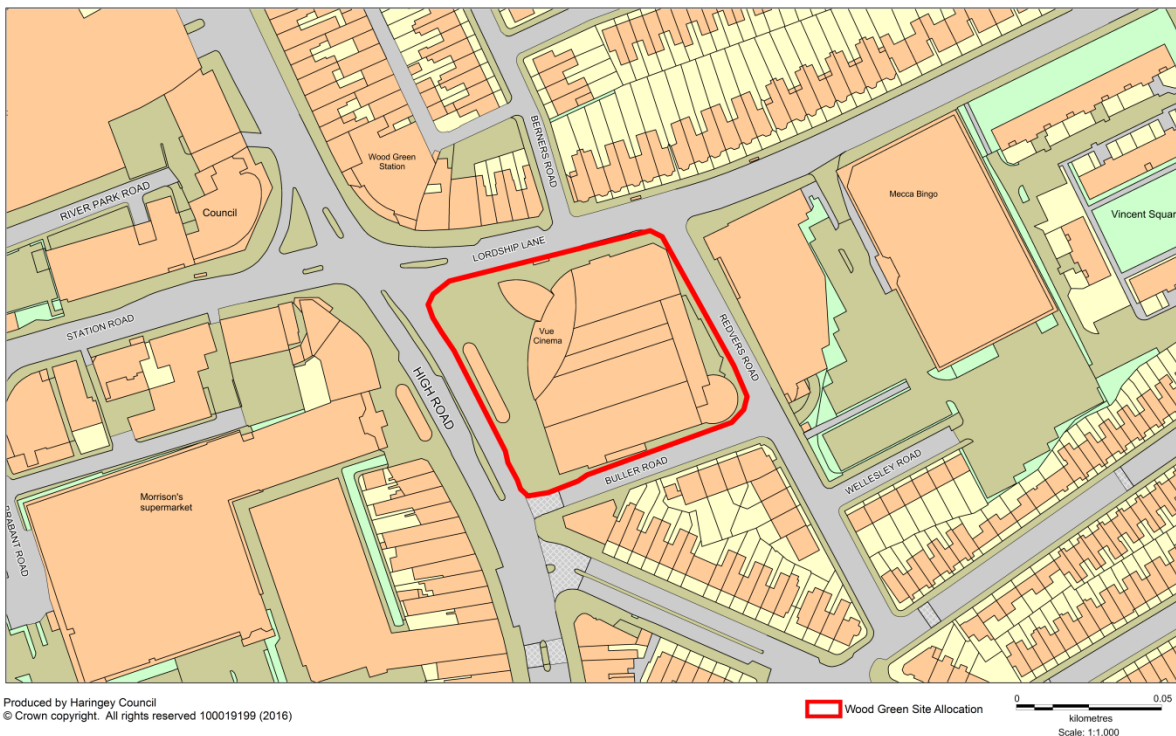 BERNERS ROAD
Wood Green
Station
Mecca Bingo
RIVER PARK ROAD
Council
Vincent Squar
LORDSHIP LANE
STATION ROAD
Vue
Cinema
REDVERS ROAD
HIGH ROAD
BULLER ROAD
WELLESLEY ROAD
Morrison's
supermarket
BRABANT ROAD
Produced by Haringey Council
© Crown copyright. All rights reserved 100019199 (2016)
Wood Green Site Allocation
0 0.05
kilometres
Scale: 1:1,000